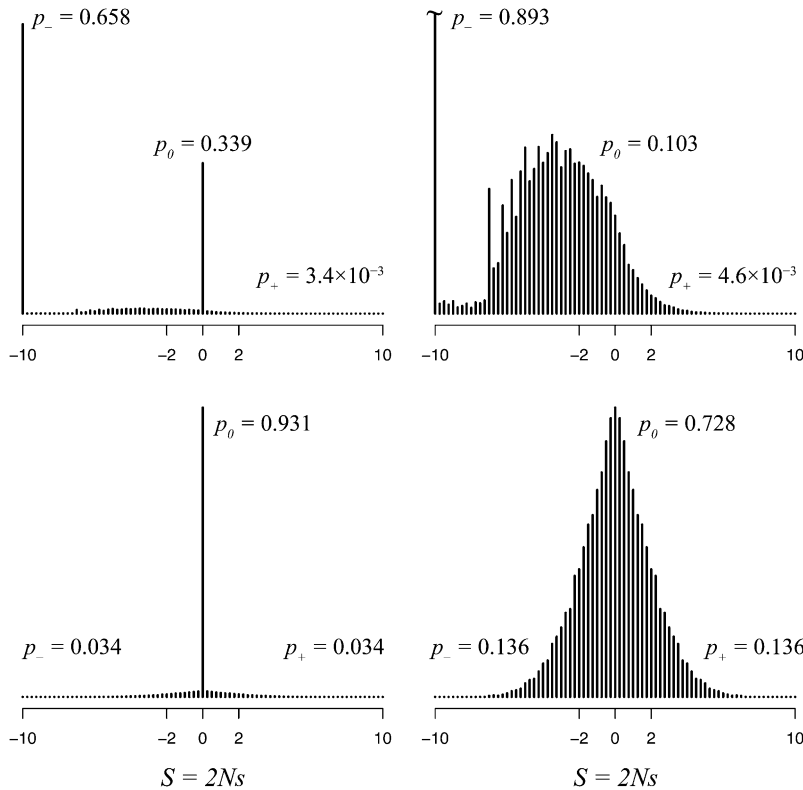 p₋ = 0.658
p₀ = 0.339
p₊ = 3.4×10⁻³
−10 −2 0 2 10
~ p₋ = 0.893
p₀ = 0.103
p₊ = 4.6×10⁻³
−10 −2 0 2 10
p₀ = 0.931
p₋ = 0.034
p₊ = 0.034
−10 −2 0 2 10
S = 2Ns
p₀ = 0.728
p₋ = 0.136
p₊ = 0.136
−10 −2 0 2 10
S = 2Ns